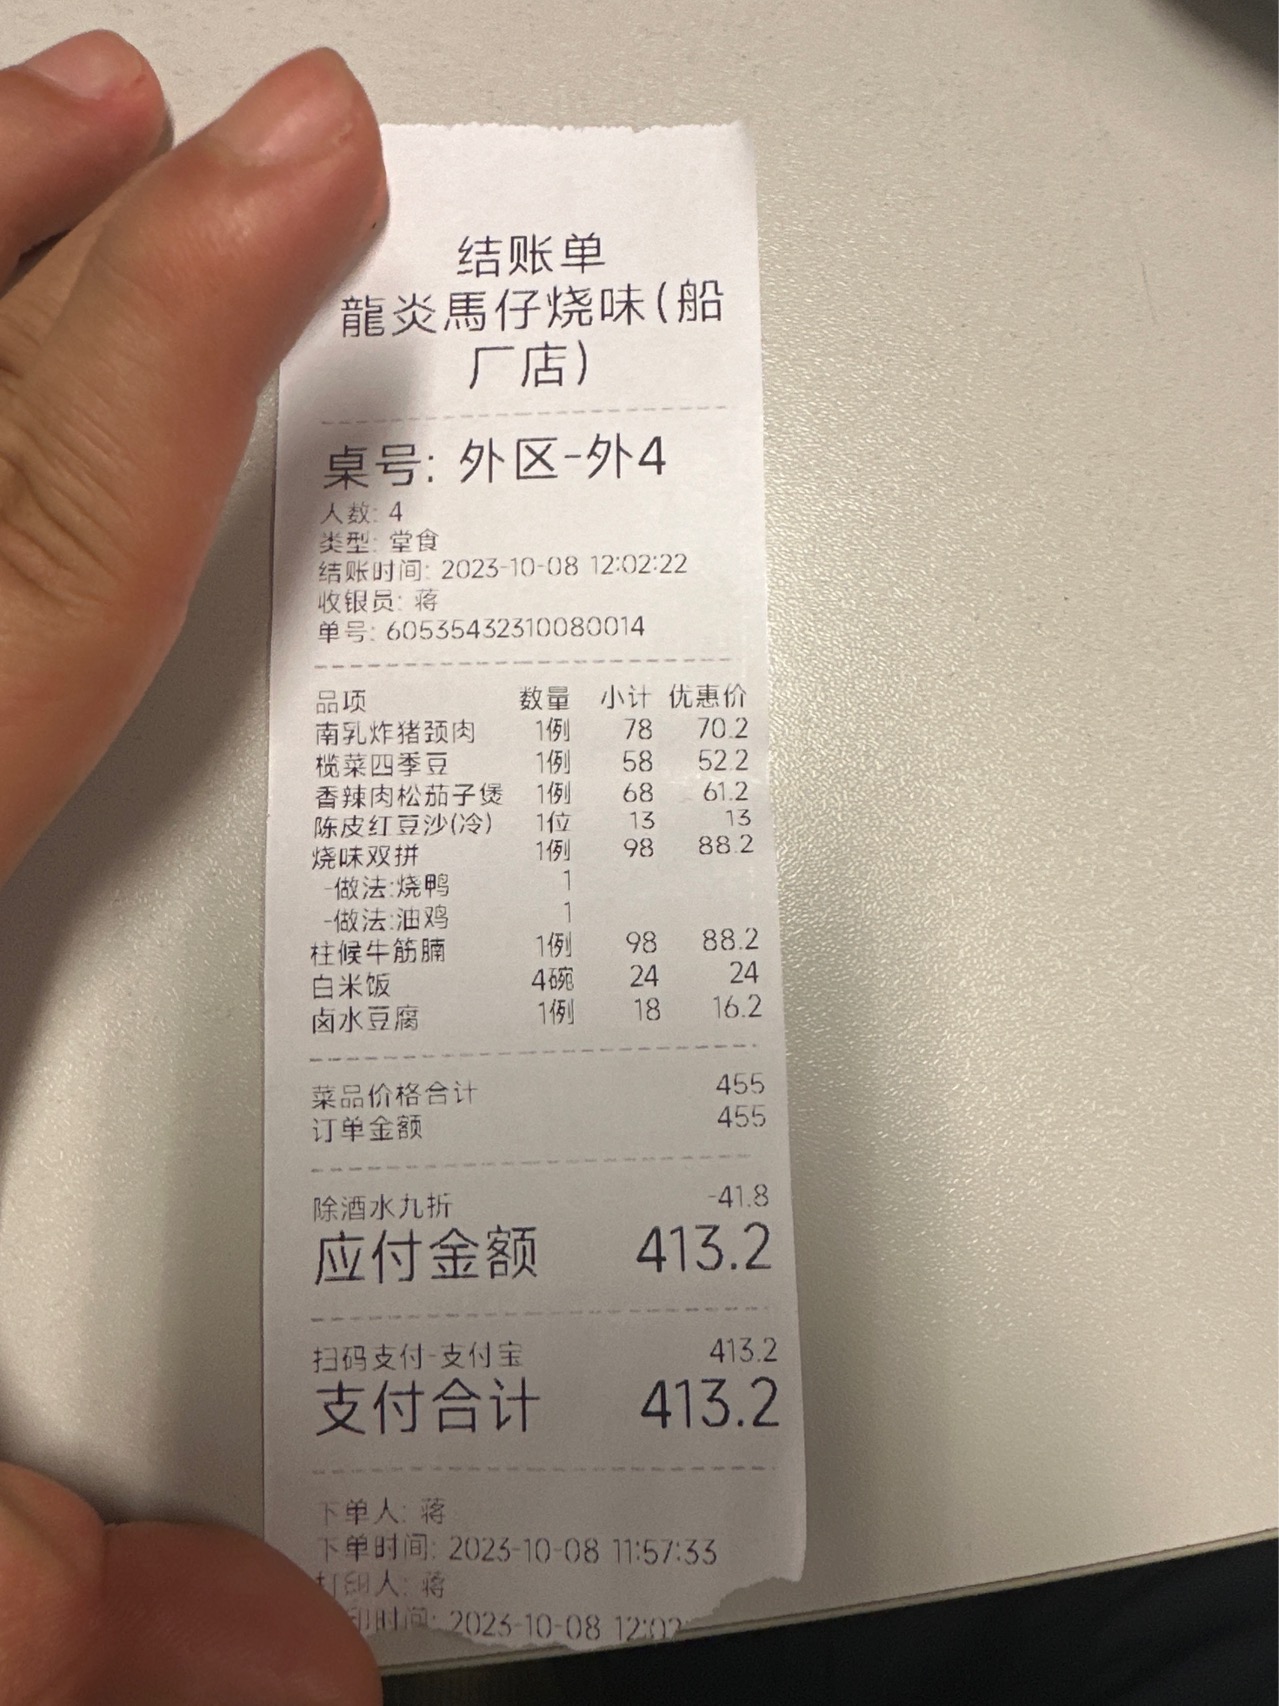 结账单
龍炎馬仔烧味(船
厂店)
桌号: 外区-外4
人数: 4
类型: 堂食
结账时间: 2023-10-08 12:02:22
收银员: 蒋
单号: 60535432310080014
品项 数量 小计 优惠价
南乳炸猪颈肉 1例 78 70.2
榄菜四季豆 1例 58 52.2
香辣肉松茄子煲 1例 68 61.2
陈皮红豆沙(冷) 1位 13 13
烧味双拼 1例 98 88.2
-做法:烧鸭 1
-做法:油鸡 1
柱候牛筋腩 1例 98 88.2
白米饭 4碗 24 24
卤水豆腐 1例 18 16.2
菜品价格合计 455
订单金额 455
除酒水九折 -41.8
应付金额 413.2
扫码支付-支付宝 413.2
支付合计 413.2
下单人: 蒋
下单时间: 2023-10-08 11:57:33
打印人: 蒋
印时间: 2023-10-08 12:02: